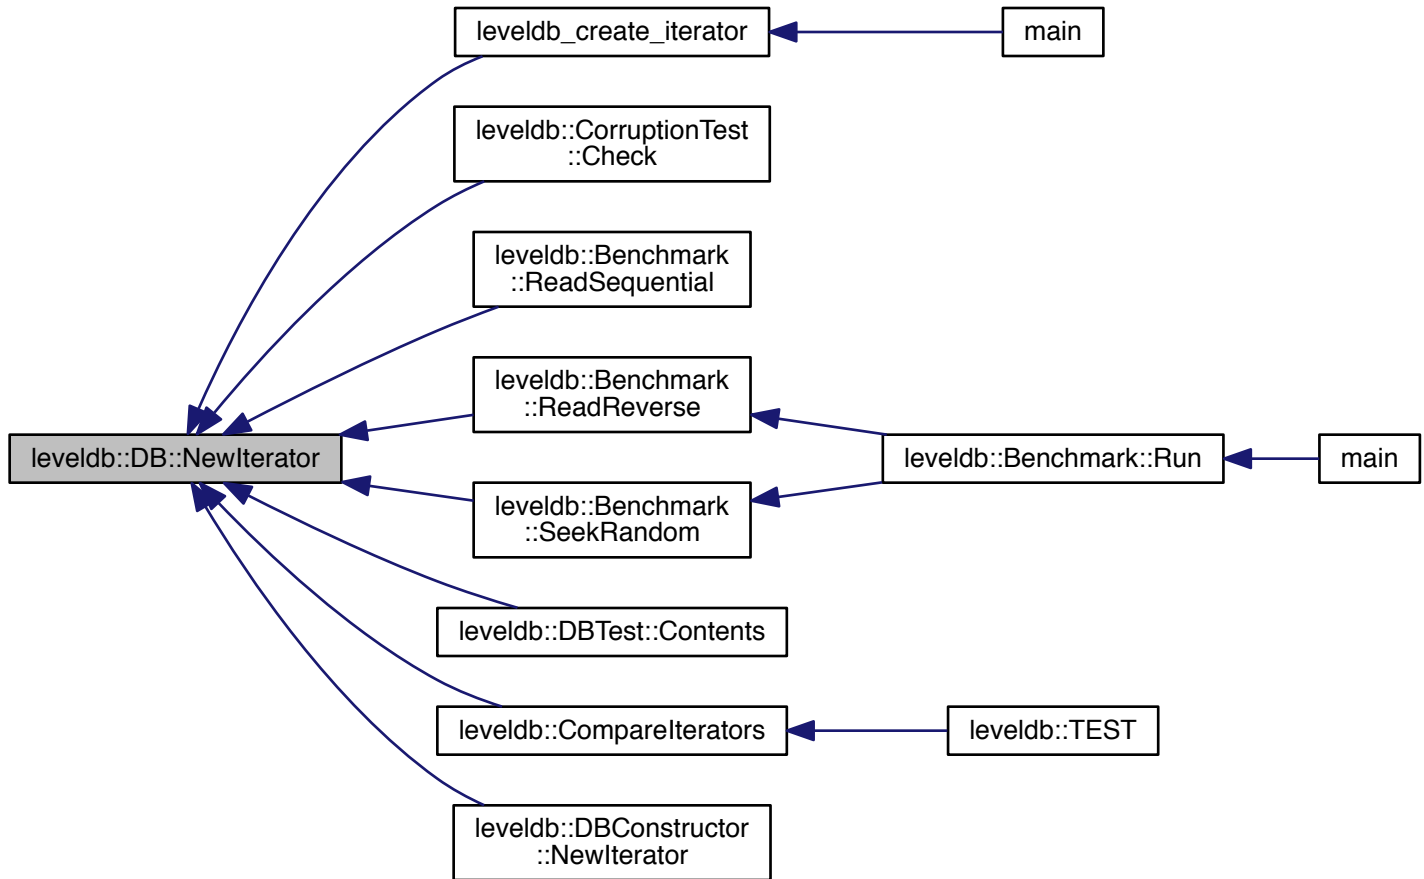 leveldb_create_iterator
main
leveldb::CorruptionTest
::Check
leveldb::Benchmark
::ReadSequential
leveldb::Benchmark
::ReadReverse
leveldb::DB::NewIterator
leveldb::Benchmark::Run
main
leveldb::Benchmark
::SeekRandom
leveldb::DBTest::Contents
leveldb::CompareIterators
leveldb::TEST
leveldb::DBConstructor
::NewIterator